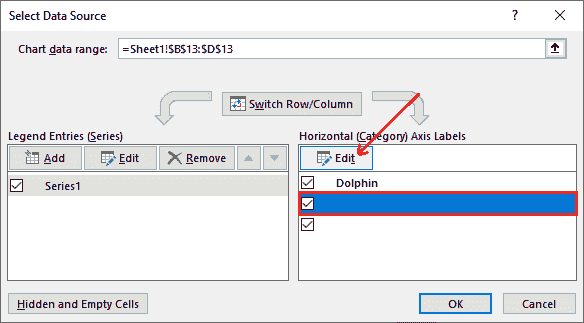 Select Data Source
?
Chart data range: =Sheet1!$B$13:$D$13
Switch Row/Column
Legend Entries (Series)
Add Edit Remove
Series1
Horizontal (Category) Axis Labels
Edit
Dolphin
Hidden and Empty Cells
OK Cancel